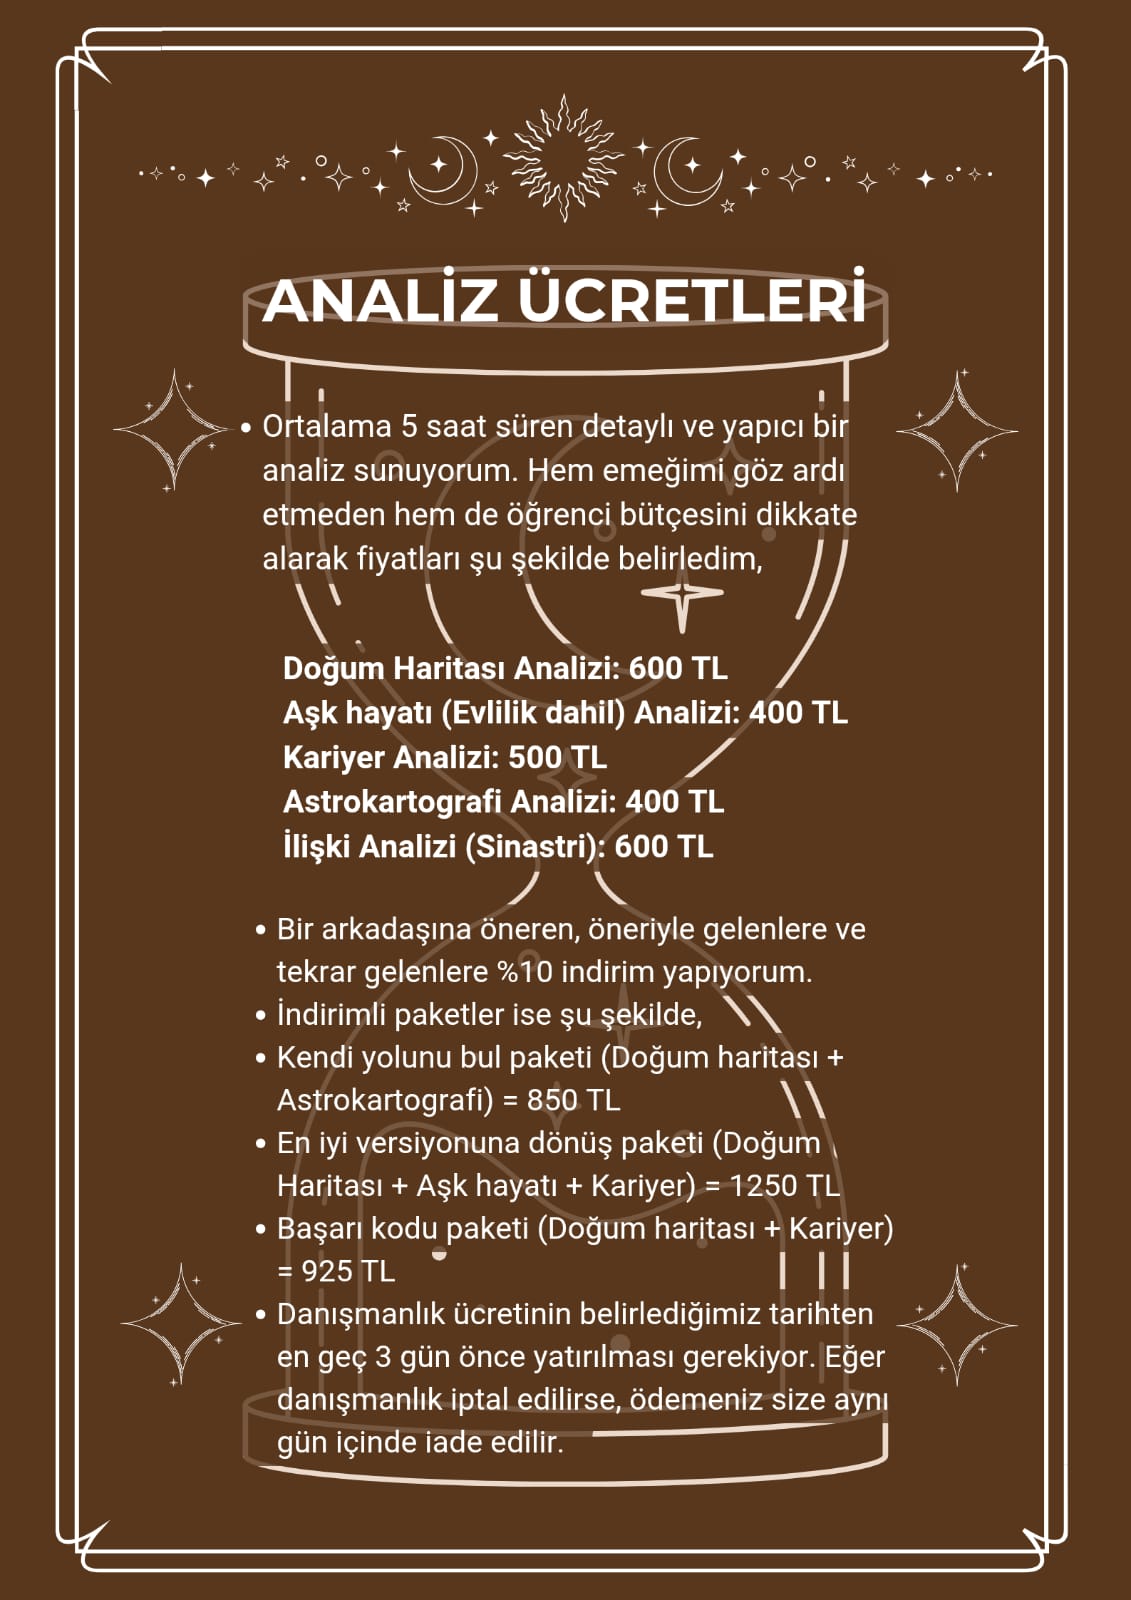 ANALİZ ÜCRETLERİ
• Ortalama 5 saat süren detaylı ve yapıcı bir
analiz sunuyorum. Hem emeğimi göz ardı
etmeden hem de öğrenci bütçesini dikkate
alarak fiyatları şu şekilde belirledim,
Doğum Haritası Analizi: 600 TL
Aşk hayatı (Evlilik dahil) Analizi: 400 TL
Kariyer Analizi: 500 TL
Astrokartografi Analizi: 400 TL
İlişki Analizi (Sinastri): 600 TL
• Bir arkadaşına öneren, öneriyle gelenlere ve
tekrar gelenlere %10 indirim yapıyorum.
• İndirimli paketler ise şu şekilde,
• Kendi yolunu bul paketi (Doğum haritası +
Astrokartografi) = 850 TL
• En iyi versiyonuna dönüş paketi (Doğum
Haritası + Aşk hayatı + Kariyer) = 1250 TL
• Başarı kodu paketi (Doğum haritası + Kariyer)
= 925 TL
• Danışmanlık ücretinin belirlediğimiz tarihten
en geç 3 gün önce yatırılması gerekiyor. Eğer
danışmanlık iptal edilirse, ödemeniz size aynı
gün içinde iade edilir.